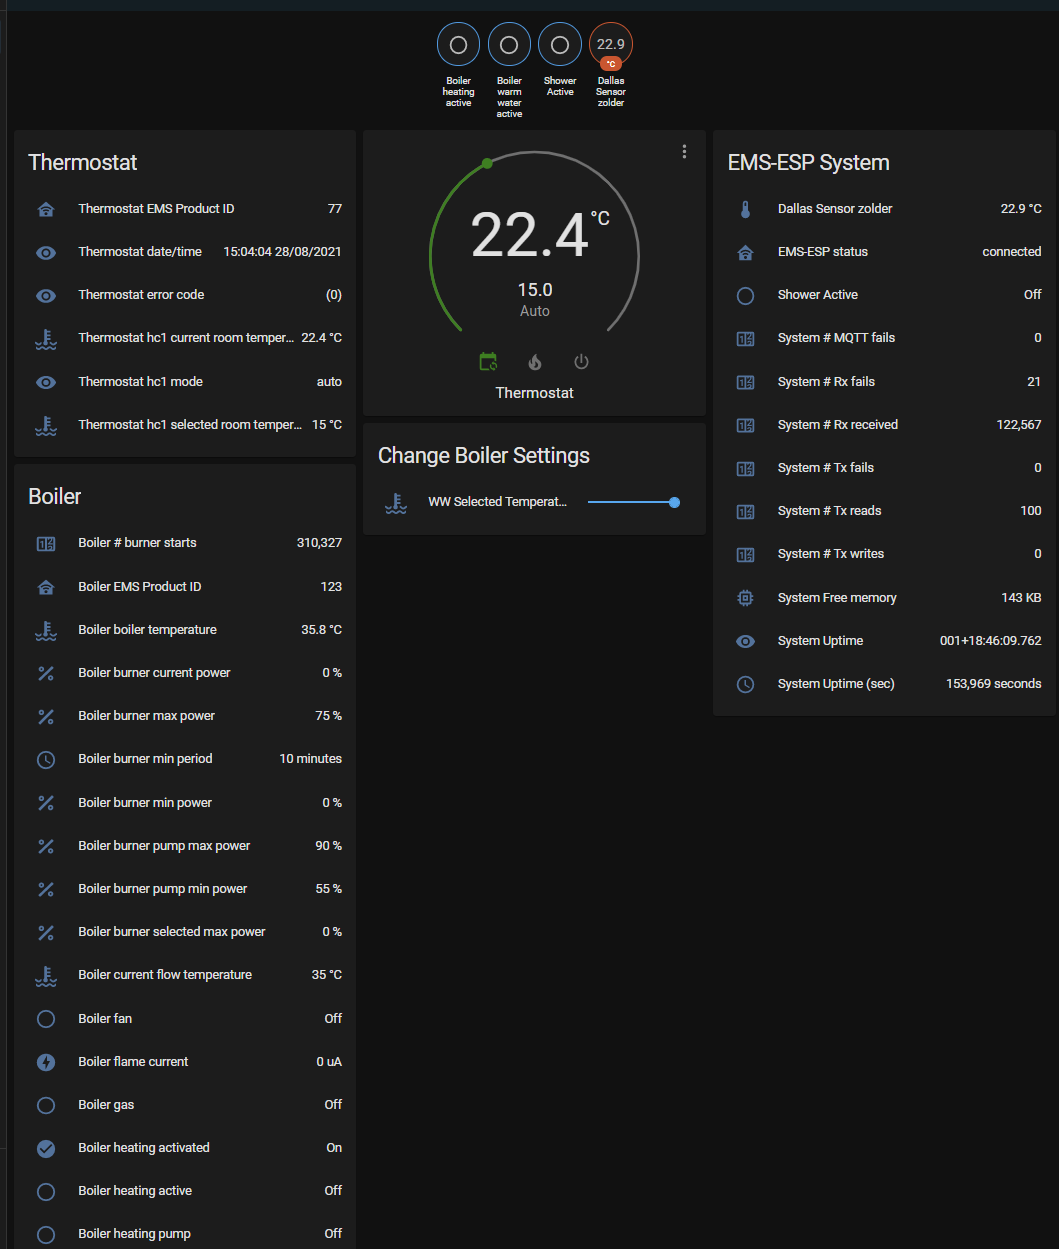 22.9
°C
Boiler
heating
active
Boiler
warm
water
active
Shower
Active
Dallas
Sensor
zolder
Thermostat
Thermostat EMS Product ID 77
Thermostat date/time 15:04:04 28/08/2021
Thermostat error code (0)
Thermostat hc1 current room temper... 22.4 °C
Thermostat hc1 mode auto
Thermostat hc1 selected room temper... 15 °C
Boiler
Boiler # burner starts 310,327
Boiler EMS Product ID 123
Boiler boiler temperature 35.8 °C
Boiler burner current power 0 %
Boiler burner max power 75 %
Boiler burner min period 10 minutes
Boiler burner min power 0 %
Boiler burner pump max power 90 %
Boiler burner pump min power 55 %
Boiler burner selected max power 0 %
Boiler current flow temperature 35 °C
Boiler fan Off
Boiler flame current 0 uA
Boiler gas Off
Boiler heating activated On
Boiler heating active Off
Boiler heating pump Off
22.4 °C
15.0
Auto
Thermostat
Change Boiler Settings
WW Selected Temperat...
EMS-ESP System
Dallas Sensor zolder 22.9 °C
EMS-ESP status connected
Shower Active Off
System # MQTT fails 0
System # Rx fails 21
System # Rx received 122,567
System # Tx fails 0
System # Tx reads 100
System # Tx writes 0
System Free memory 143 KB
System Uptime 001+18:46:09.762
System Uptime (sec) 153,969 seconds